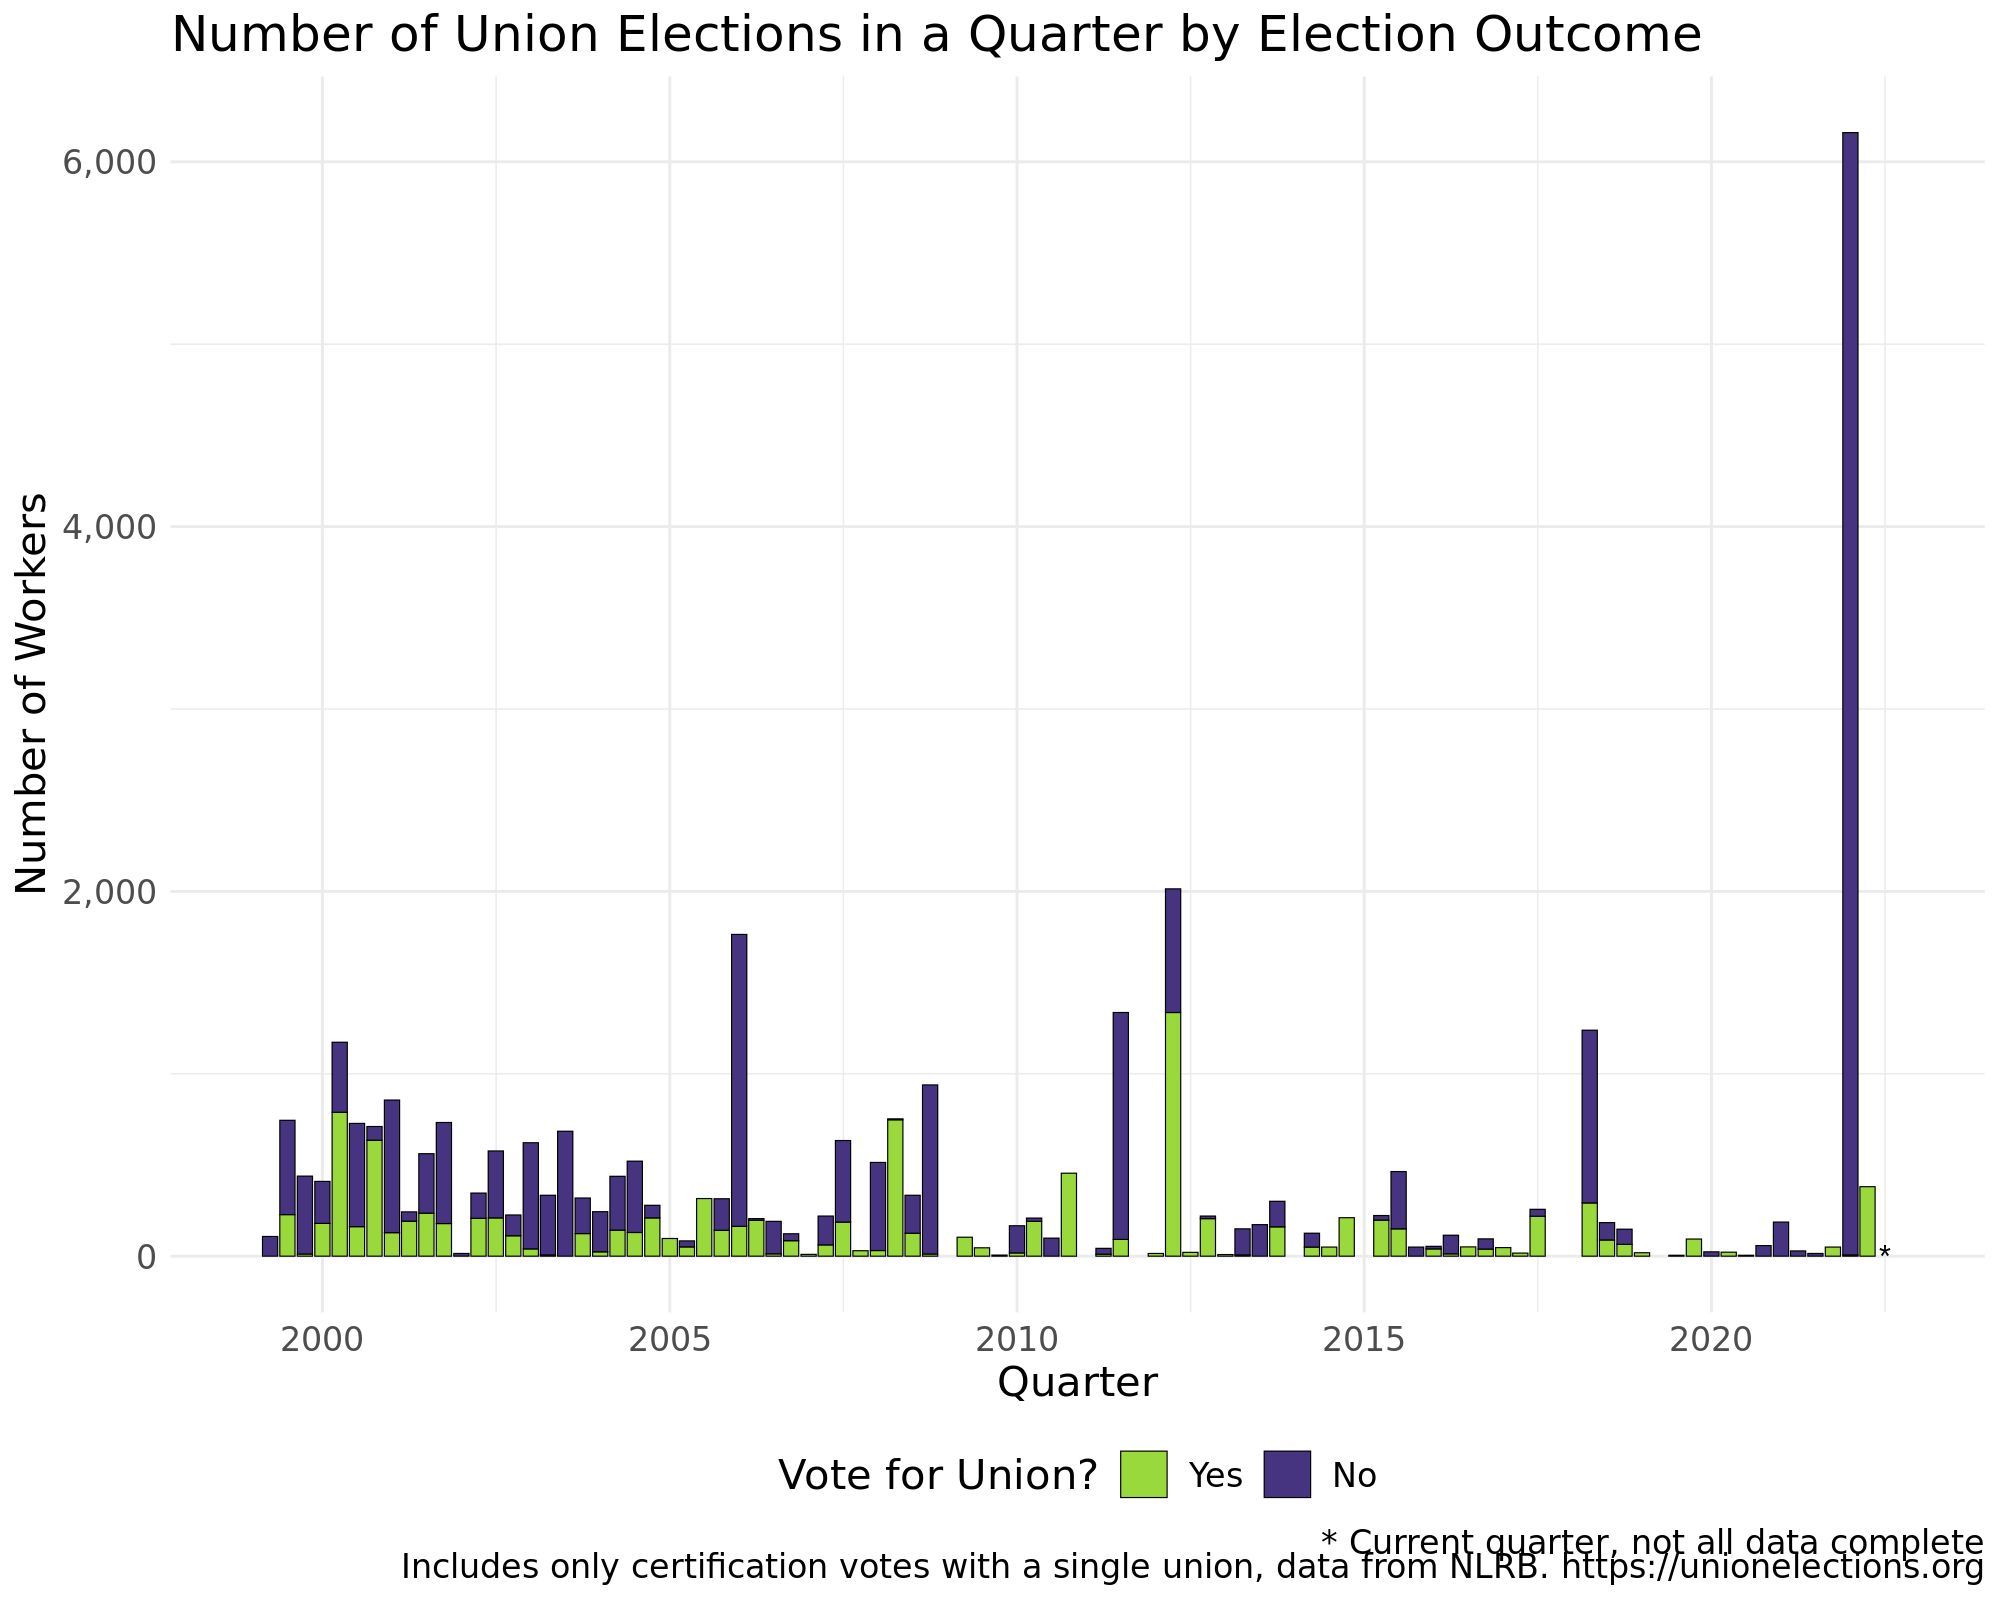 Number of Union Elections in a Quarter by Election Outcome
Number of Workers
6,000
4,000
2,000
0
*
2000 2005 2010 2015 2020
Quarter
Vote for Union? Yes No
* Current quarter, not all data complete
Includes only certification votes with a single union, data from NLRB. https://unionelections.org